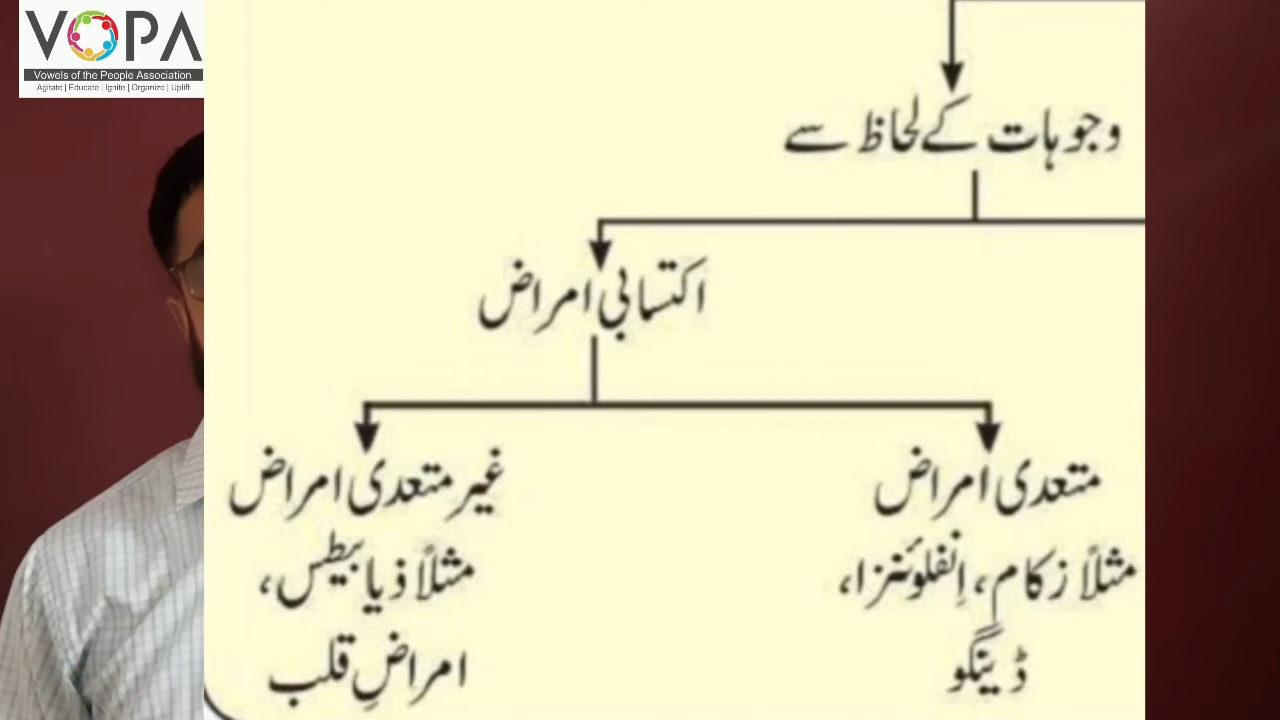 VOPA
Vowels of the People Association
Agitate | Educate | Ignite | Organize | Uplift
وجوہات کے لحاظ سے
اکتسابی امراض
متعدی امراض
مثلاً زکام، اِنفلوئنزا،
ڈینگو
غیر متعدی امراض
مثلاً ذیابیطیس،
امراضِ قلب